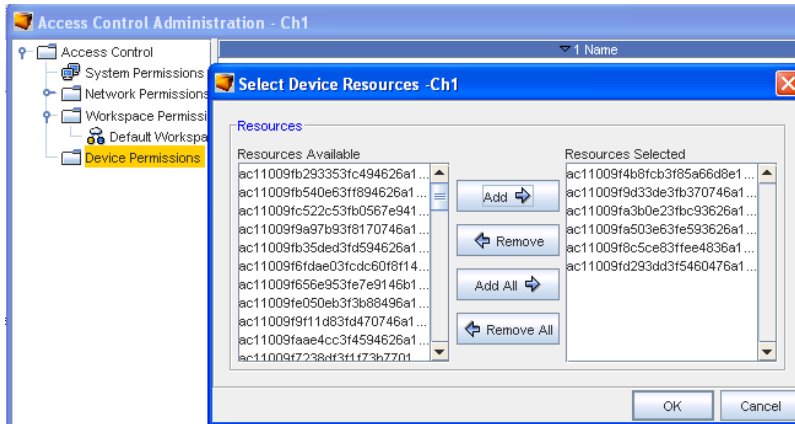 Access Control Administration - Ch1
Access Control
System Permissions
Network Permissions
Workspace Permissi
Default Workspa
Device Permissions
1 Name
Select Device Resources -Ch1
Resources
Resources Available
ac11009fb293353fc494626a1...
ac11009fb540e63ff894626a1...
ac11009fc522c53fb0567e941...
ac11009f9a97b93f8170746a1...
ac11009fb35ded3fd594626a1...
ac11009f6fdae03fcdc60f8f14...
ac11009f656e953fe7e9146b1...
ac11009fe050eb3f3b88496a1...
ac11009f9f11d83fd470746a1...
ac11009faae4cc3f4594626a1...
ac11009f7238df3f1f73b7701
Add
Remove
Add All
Remove All
Resources Selected
ac11009f4b8fcb3f85a66d8e1...
ac11009f9d33de3fb370746a1...
ac11009fa3b0e23fbc93626a1...
ac11009fa503e63fe593626a1...
ac11009f8c5ce83ffee4836a1...
ac11009fd293dd3f5460476a1...
OK
Cancel